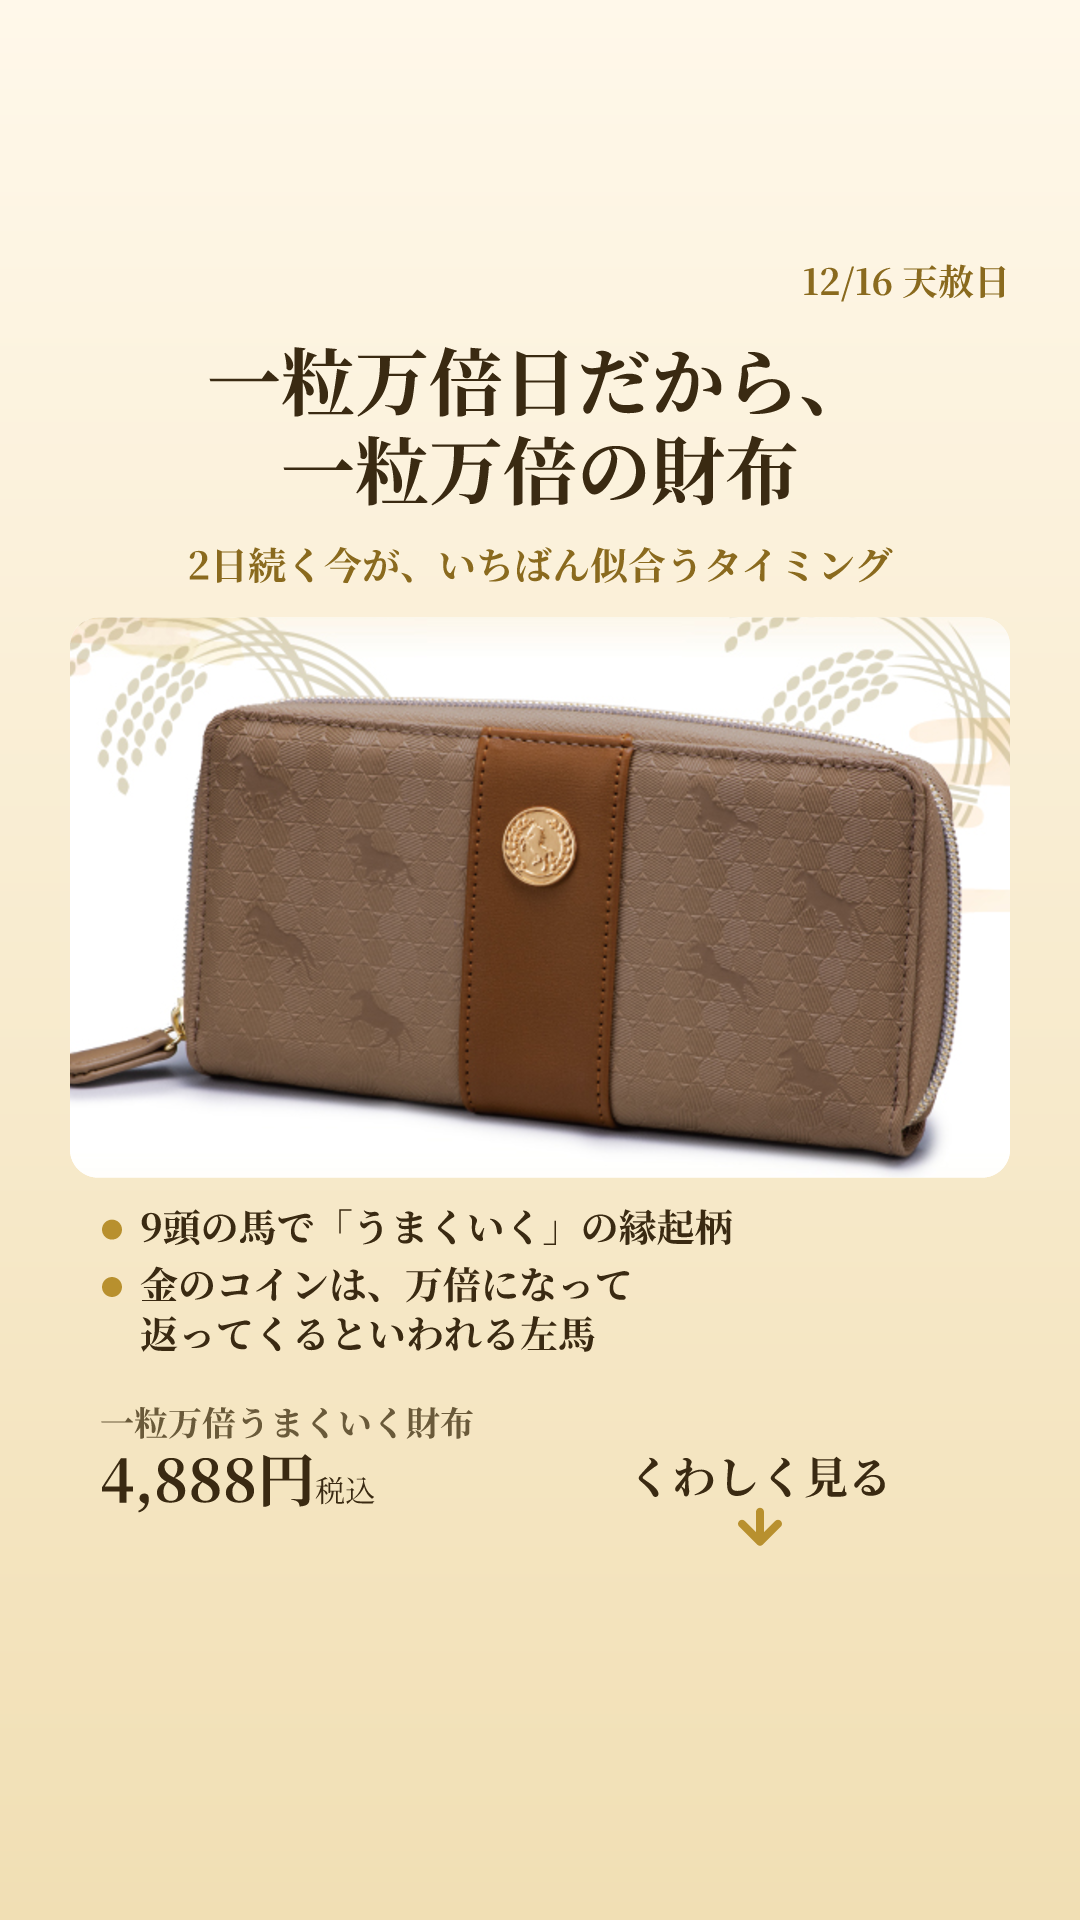 12/16 天赦日
一粒万倍日だから、
一粒万倍の財布
2日続く今が、いちばん似合うタイミング
9頭の馬で「うまくいく」の縁起柄
金のコインは、万倍になって
返ってくるといわれる左馬
一粒万倍うまくいく財布
4,888円税込
くわしく見る